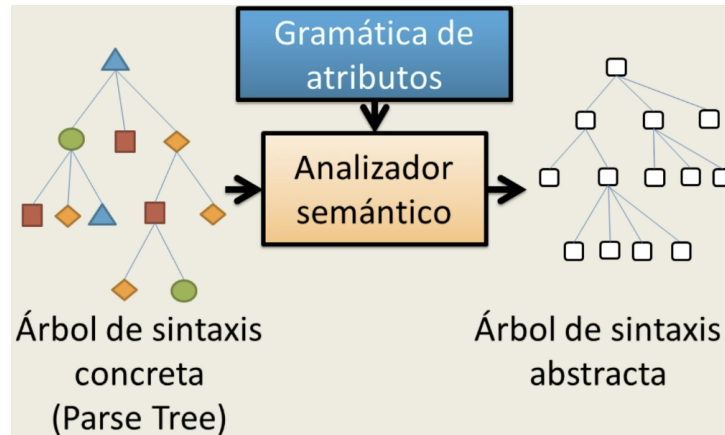 Gramática de
atributos
Analizador
semántico
Árbol de sintaxis
concreta
(Parse Tree)
Árbol de sintaxis
abstracta